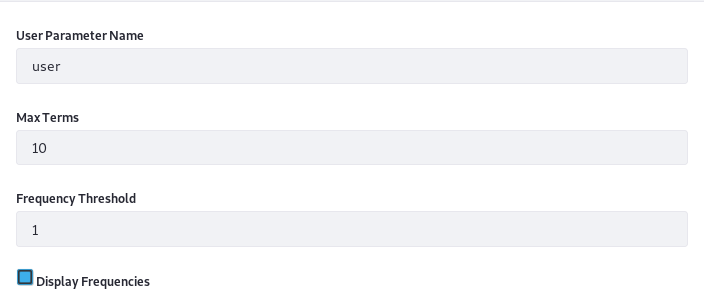 User Parameter Name
user
Max Terms
10
Frequency Threshold
1
Display Frequencies